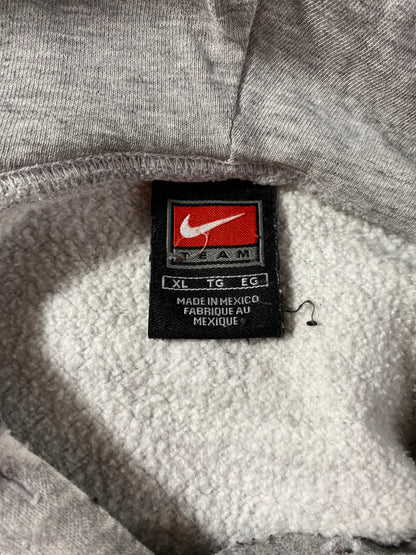 TEAM
XL TG EG
MADE IN MEXICO
FABRIQUE AU
MEXIQUE